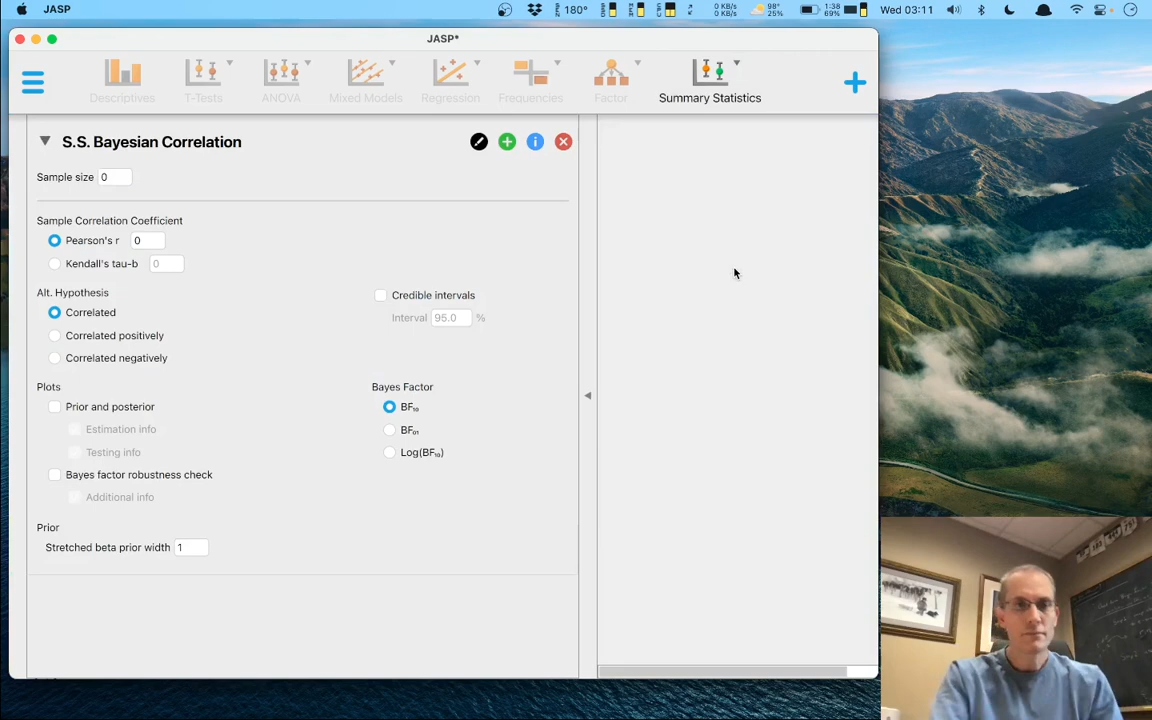 JASP
180°
0 KB/s
0 KB/s
98°
25%
1:38
69%
Wed 03:11
JASP*
Descriptives
T-Tests
ANOVA
Mixed Models
Regression
Frequencies
Factor
Summary Statistics
S.S. Bayesian Correlation
Sample size 0
Sample Correlation Coefficient
Pearson's r 0
Kendall's tau-b 0
Alt. Hypothesis
Correlated
Correlated positively
Correlated negatively
Credible intervals
Interval 95.0 %
Plots
Prior and posterior
Estimation info
Testing info
Bayes factor robustness check
Additional info
Bayes Factor
BF₁₀
BF₀₁
Log(BF₁₀)
Prior
Stretched beta prior width 1